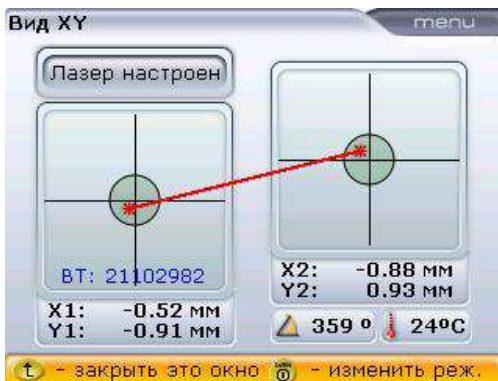 Вид XY
menu
Лазер настроен
BT: 21102982
X1: -0.52 мм
Y1: -0.91 мм
X2: -0.88 мм
Y2: 0.93 мм
359 º
24ºC
- закрыть это окно
- изменить реж.